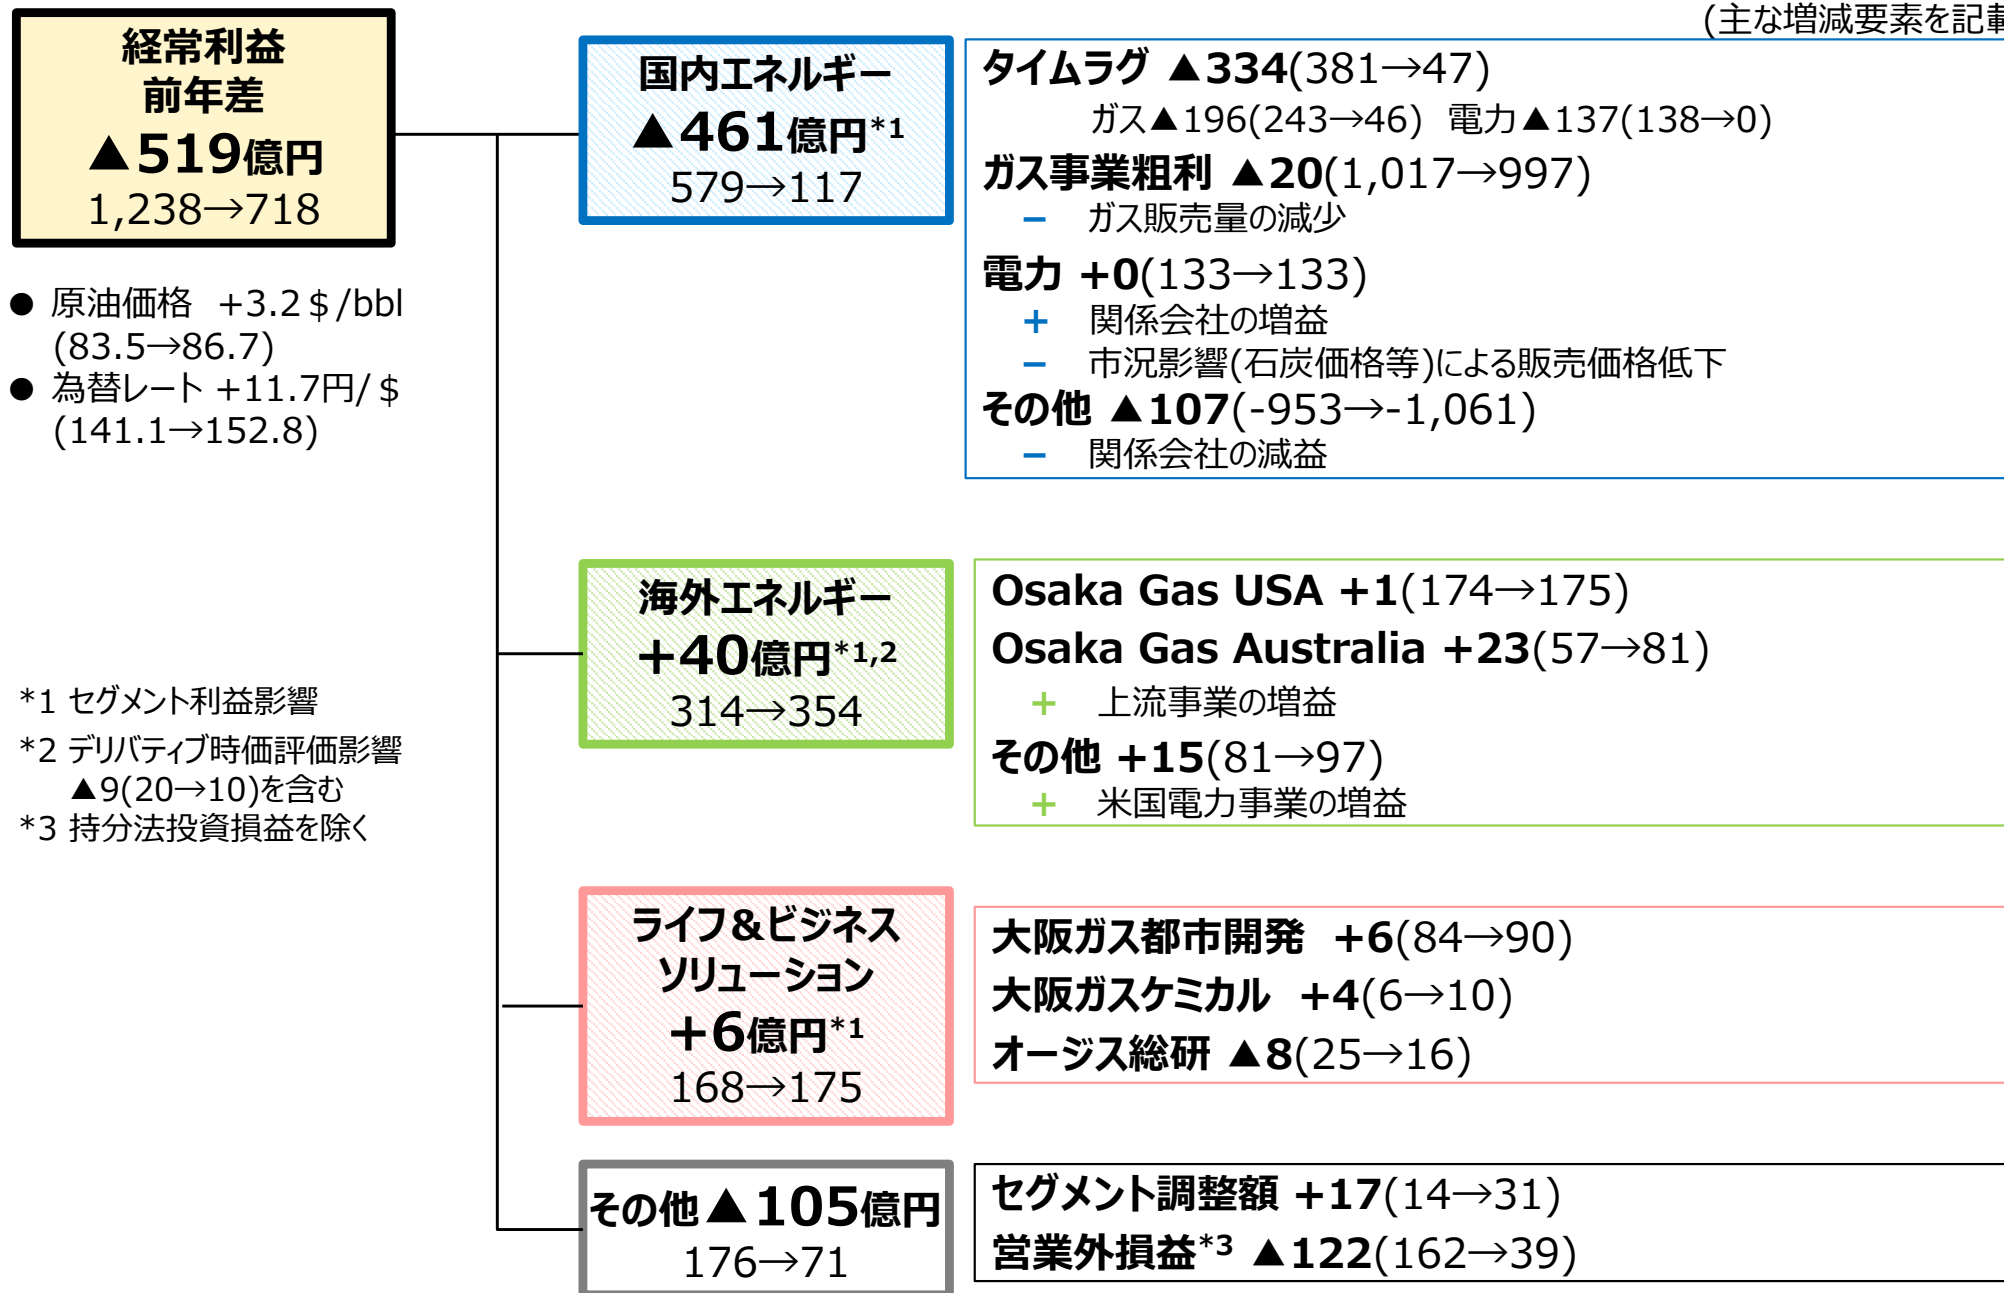 (主な増減要素を記載
経常利益
前年差
▲519億円
1,238→718
● 原油価格 +3.2＄/bbl
(83.5→86.7)
● 為替レート +11.7円/＄
(141.1→152.8)
*1 セグメント利益影響
*2 デリバティブ時価評価影響
▲9(20→10)を含む
*3 持分法投資損益を除く
国内エネルギー
▲461億円*1
579→117
タイムラグ ▲334(381→47)
ガス▲196(243→46) 電力▲137(138→0)
ガス事業粗利 ▲20(1,017→997)
− ガス販売量の減少
電力 +0(133→133)
+ 関係会社の増益
− 市況影響(石炭価格等)による販売価格低下
その他 ▲107(-953→-1,061)
− 関係会社の減益
海外エネルギー
+40億円*1,2
314→354
Osaka Gas USA +1(174→175)
Osaka Gas Australia +23(57→81)
+ 上流事業の増益
その他 +15(81→97)
+ 米国電力事業の増益
ライフ&ビジネス
ソリューション
+6億円*1
168→175
大阪ガス都市開発 +6(84→90)
大阪ガスケミカル +4(6→10)
オージス総研 ▲8(25→16)
その他▲105億円
176→71
セグメント調整額 +17(14→31)
営業外損益*3 ▲122(162→39)